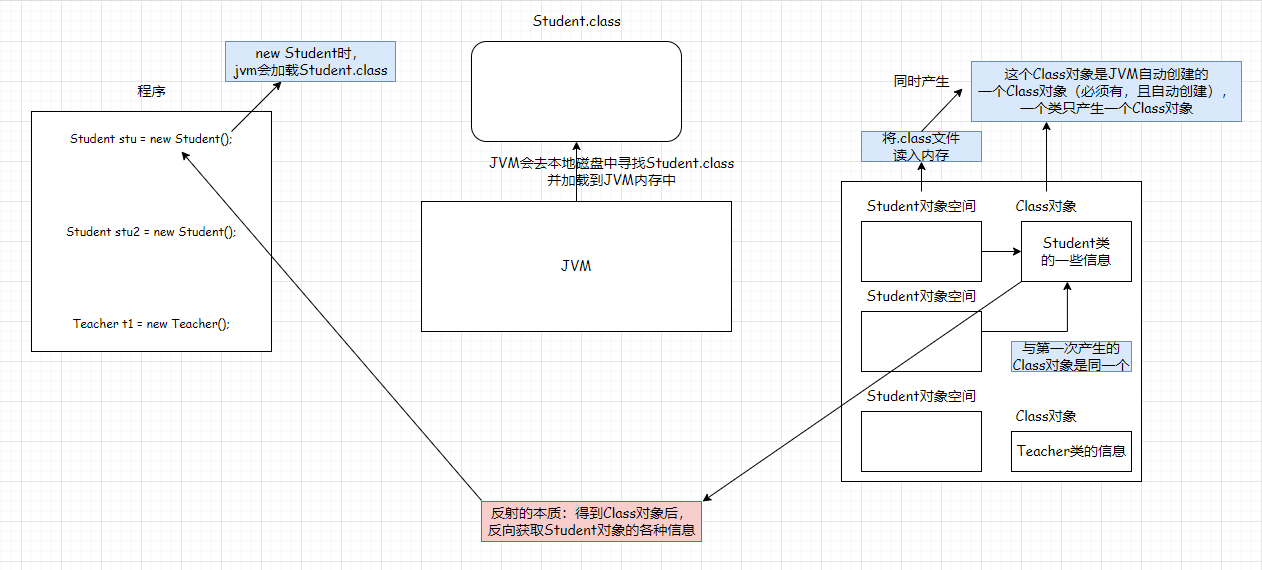 Student.class
new Student时，
jvm会加载Student.class
程序
Student stu = new Student();
Student stu2 = new Student();
Teacher t1 = new Teacher();
JVM会去本地磁盘中寻找Student.class
并加载到JVM内存中
JVM
同时产生
这个Class对象是JVM自动创建的
一个Class对象（必须有，且自动创建），
一个类只产生一个Class对象
将.class文件
读入内存
Student对象空间
Class对象
Student类
的一些信息
Student对象空间
与第一次产生的
Class对象是同一个
Student对象空间
Class对象
Teacher类的信息
反射的本质：得到Class对象后，
反向获取Student对象的各种信息